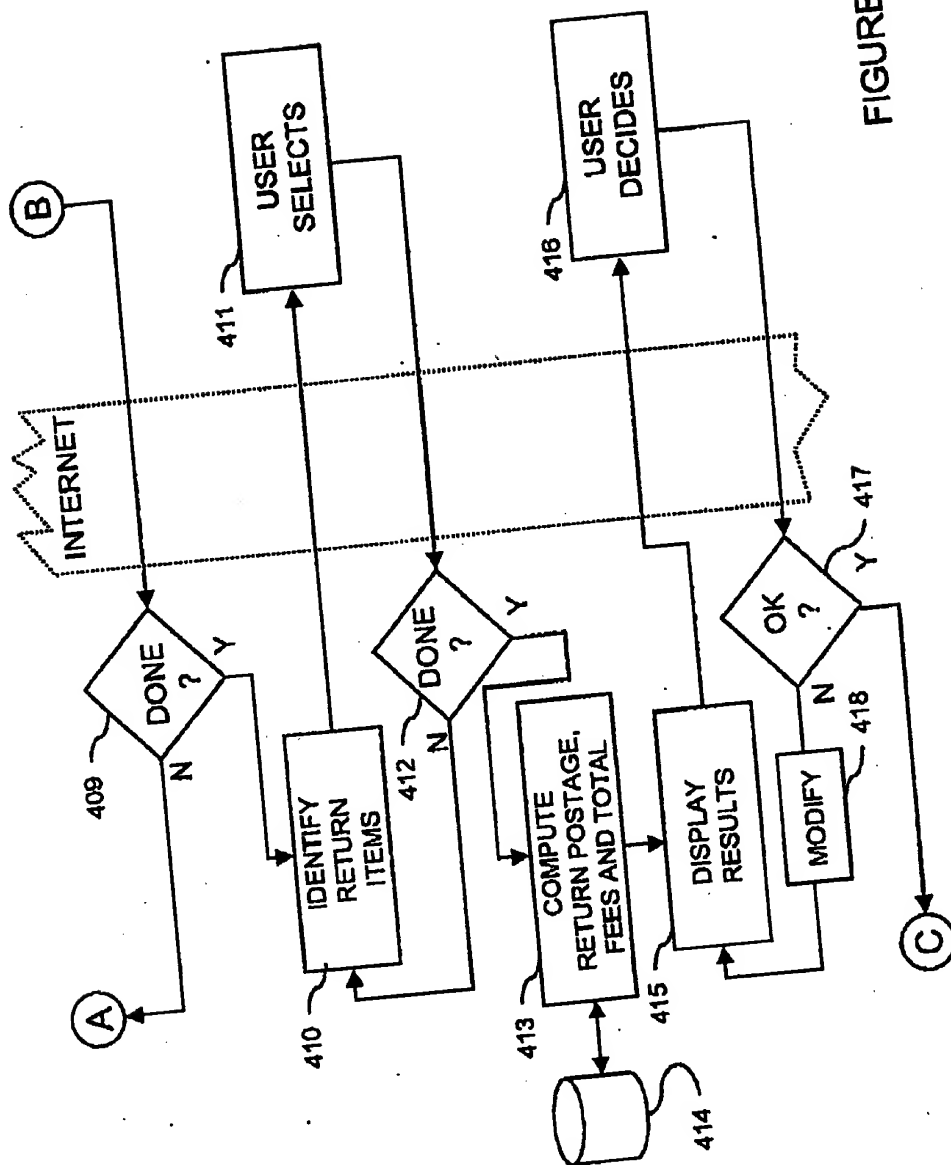 B
INTERNET
409
DONE
?
N
Y
A
411
USER
SELECTS
IDENTIFY
RETURN
ITEMS
410
412
DONE
?
Y
N
413
COMPUTE
RETURN POSTAGE,
FEES AND TOTAL
414
415
DISPLAY
RESULTS
416
USER
DECIDES
OK
?
417
Y
N
MODIFY
418
C
FIGURE